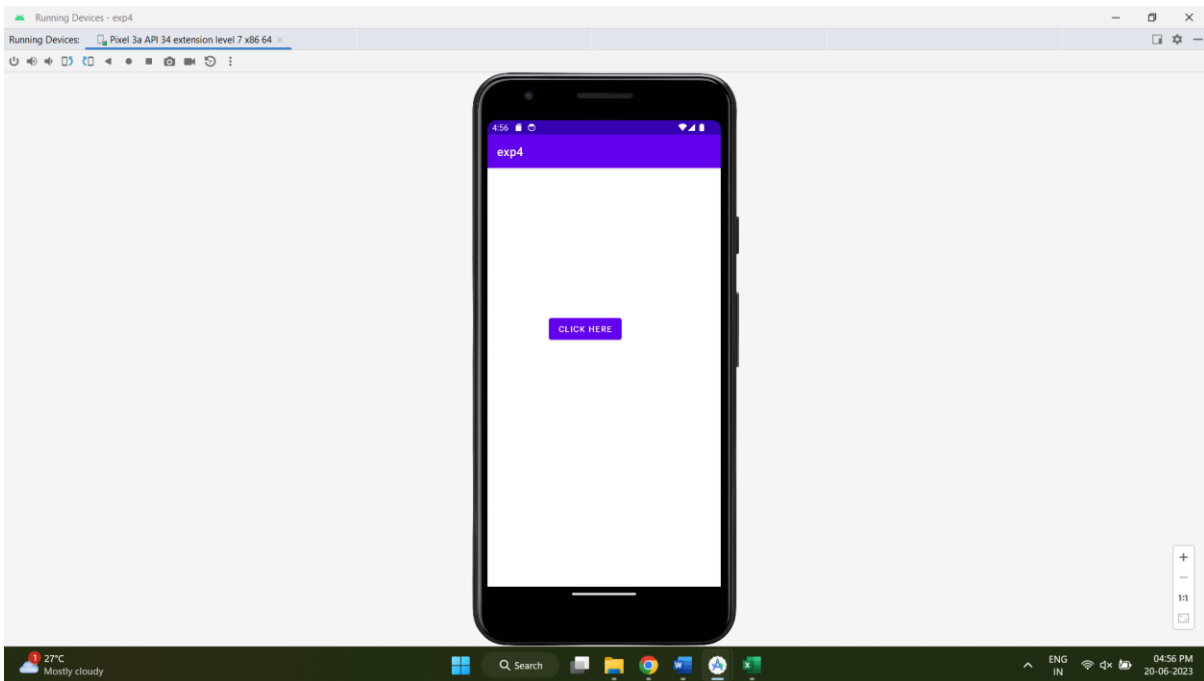 Running Devices - exp4
Running Devices: Pixel 3a API 34 extension level 7 x86 64
4:56
exp4
CLICK HERE
1:1
1
27°C
Mostly cloudy
Search
ENG
IN
04:56 PM
20-06-2023